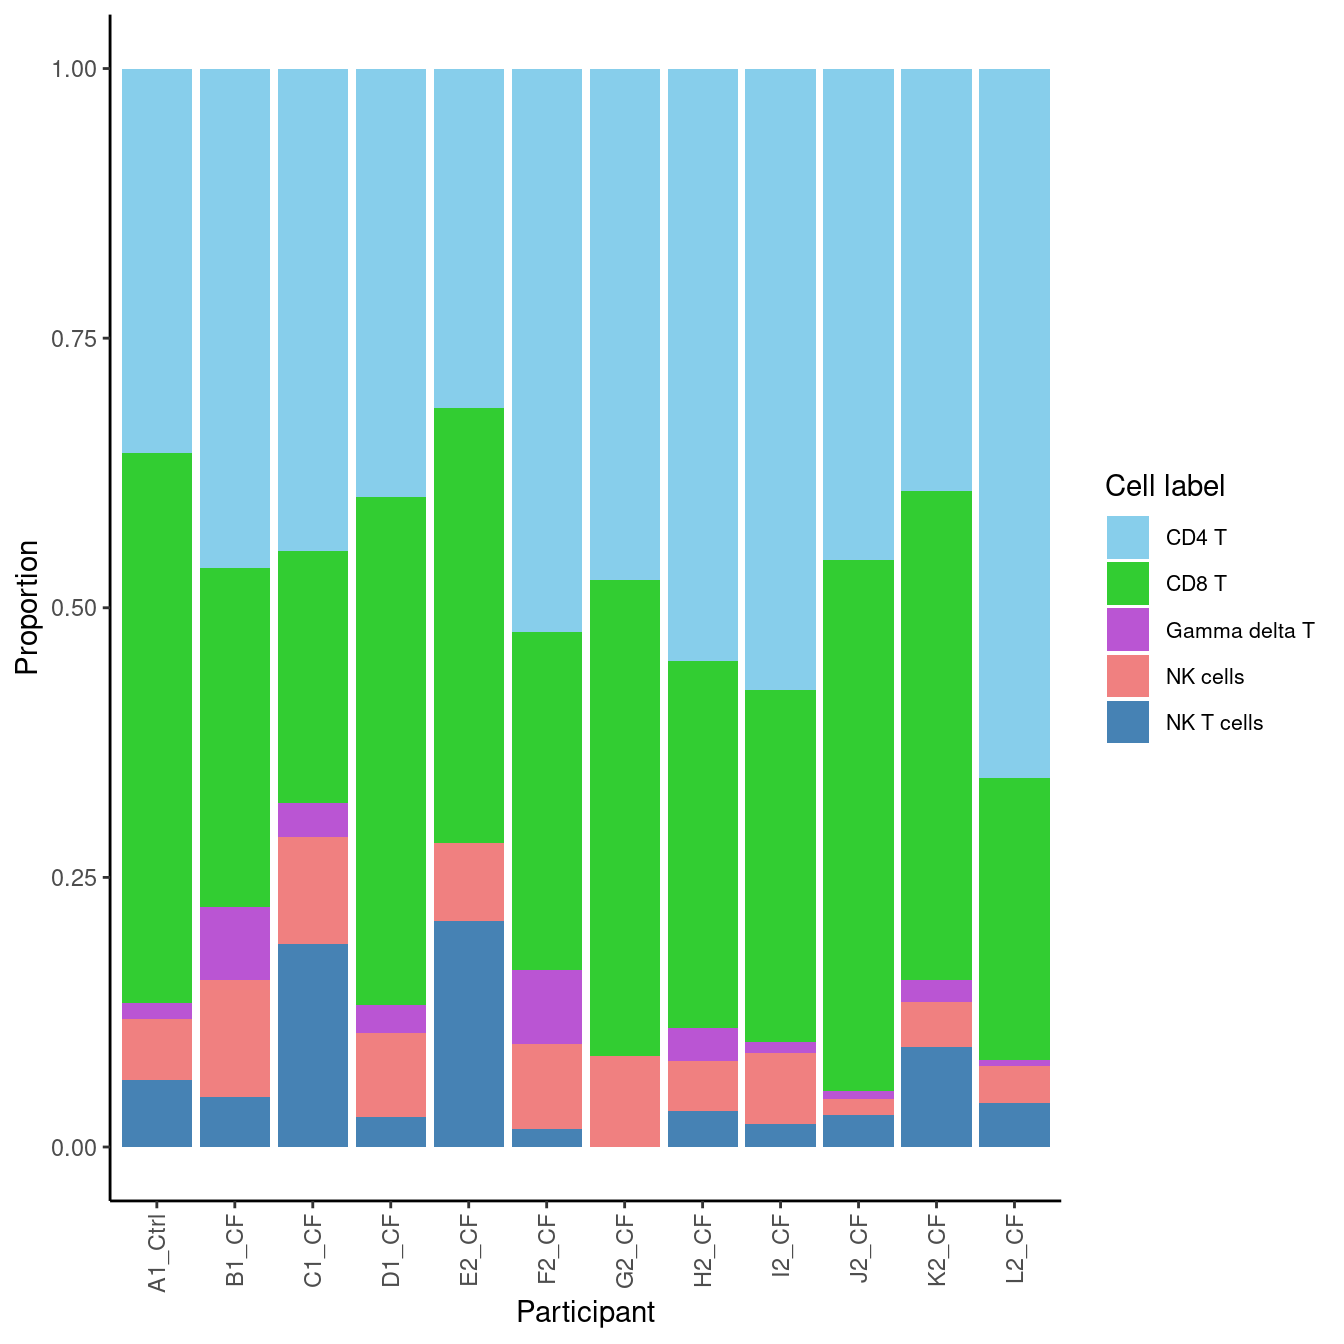 1.00
0.75
0.50
0.25
0.00
Proportion
A1_Ctrl
B1_CF
C1_CF
D1_CF
E2_CF
F2_CF
G2_CF
H2_CF
I2_CF
J2_CF
K2_CF
L2_CF
Participant
Cell label
CD4 T
CD8 T
Gamma delta T
NK cells
NK T cells